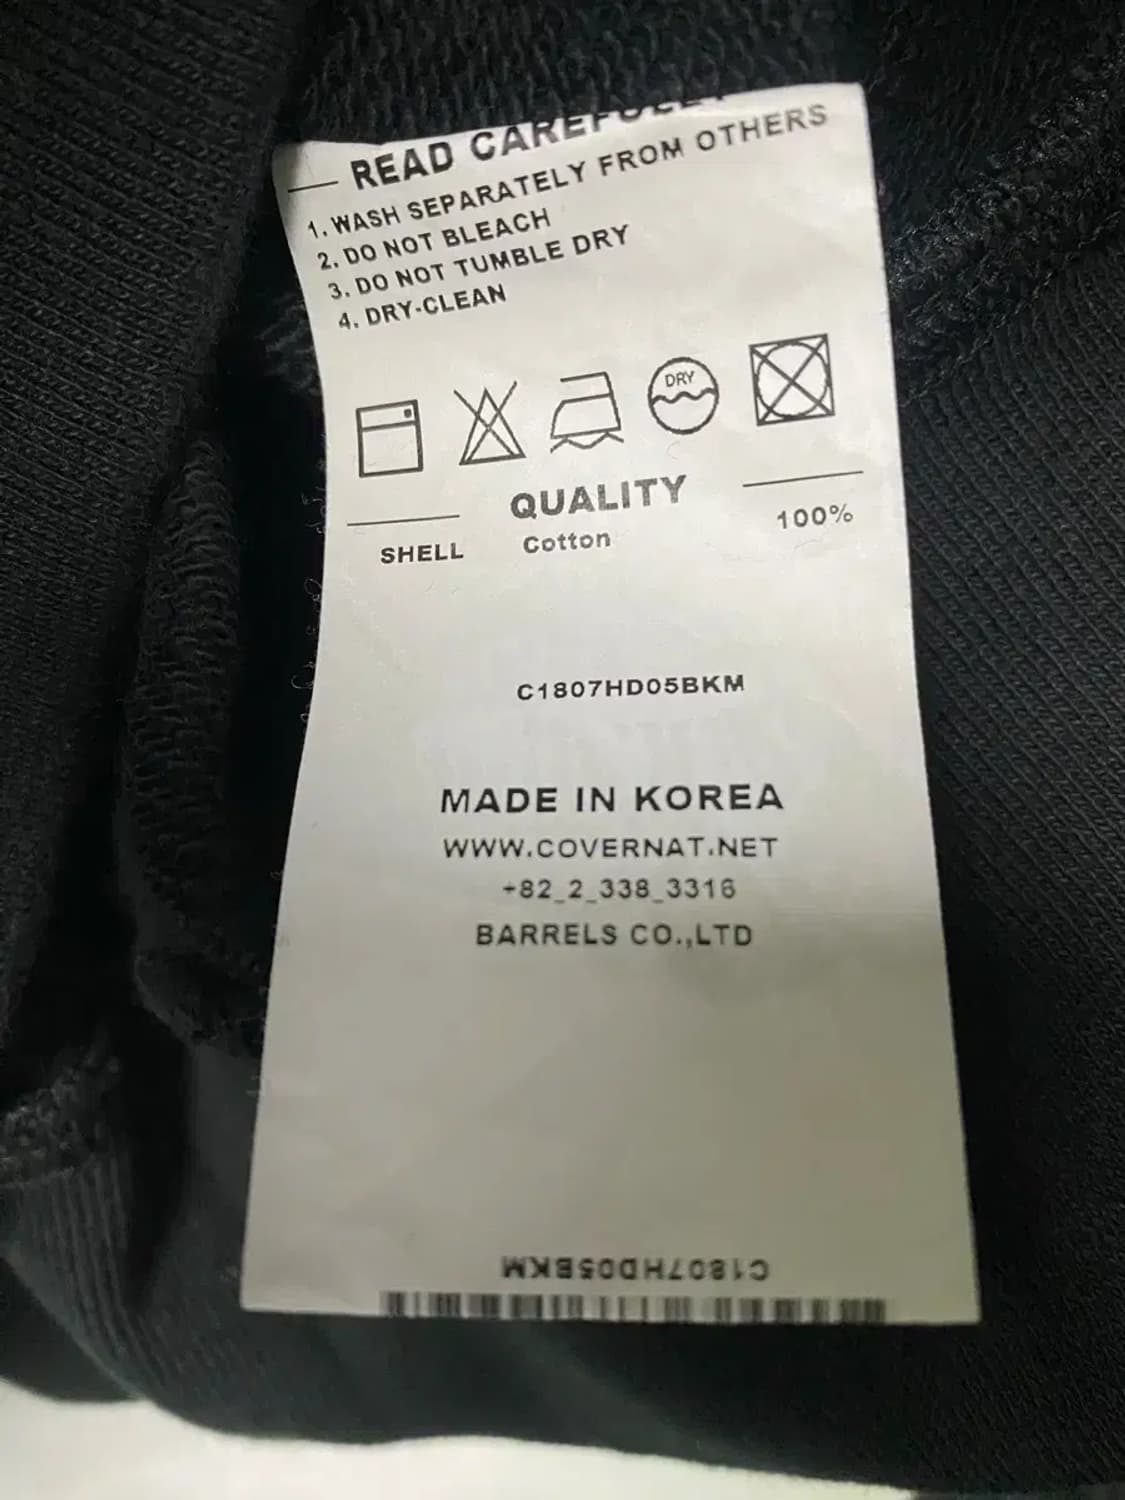 READ CAREFULLY
1. WASH SEPARATELY FROM OTHERS
2. DO NOT BLEACH
3. DO NOT TUMBLE DRY
4. DRY-CLEAN
DRY
QUALITY
SHELL Cotton 100%
C1807HD05BKM
MADE IN KOREA
WWW.COVERNAT.NET
+82_2_338_3316
BARRELS CO.,LTD
C1807HD05BKM